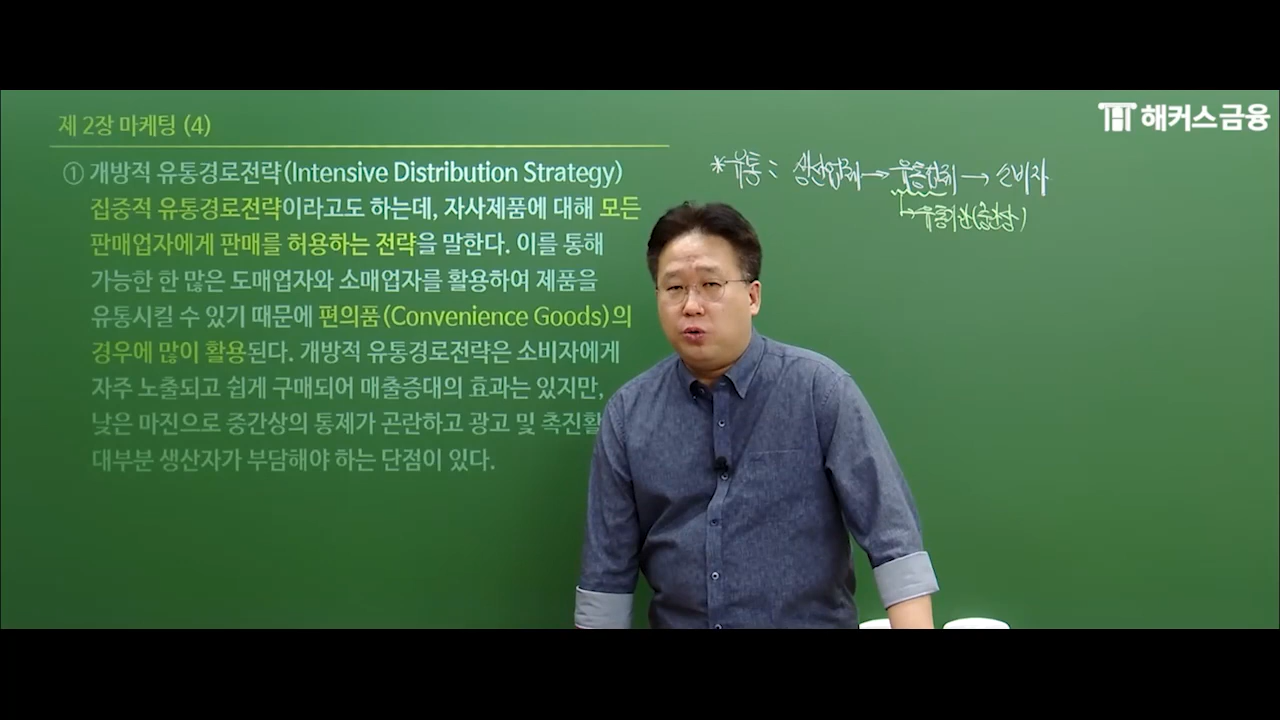 제 2장 마케팅 (4)
해커스금융
① 개방적 유통경로전략(Intensive Distribution Strategy)
집중적 유통경로전략이라고도 하는데, 자사제품에 대해 모든
판매업자에게 판매를 허용하는 전략을 말한다. 이를 통해
가능한 한 많은 도매업자와 소매업자를 활용하여 제품을
유통시킬 수 있기 때문에 편의품(Convenience Goods)의
경우에 많이 활용된다. 개방적 유통경로전략은 소비자에게
자주 노출되고 쉽게 구매되어 매출증대의 효과는 있지만,
낮은 마진으로 중간상의 통제가 곤란하고 광고 및 촉진활
대부분 생산자가 부담해야 하는 단점이 있다.
*유통: 생산업체→유통업체→소비자